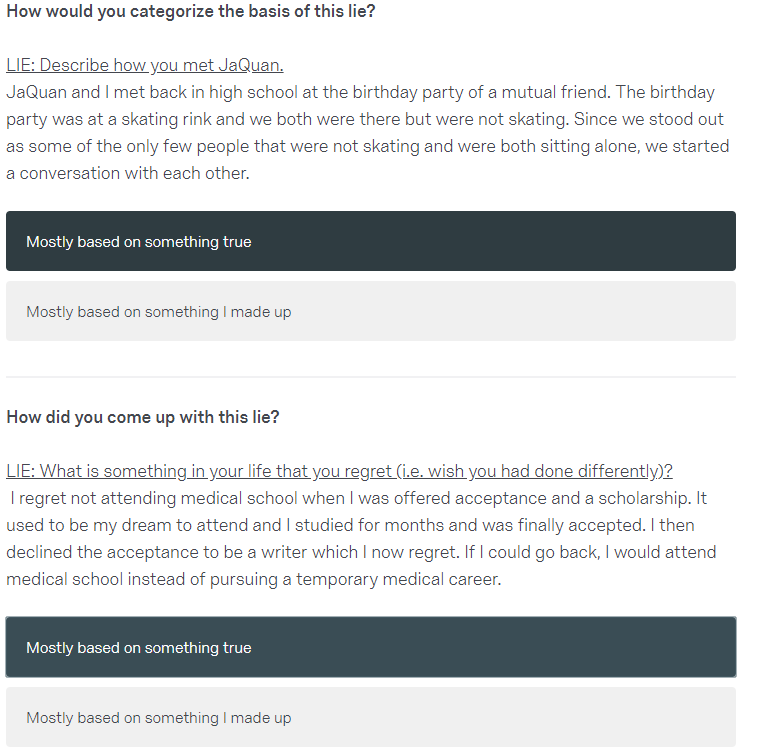 How would you categorize the basis of this lie?
LIE: Describe how you met JaQuan.
JaQuan and I met back in high school at the birthday party of a mutual friend. The birthday
party was at a skating rink and we both were there but were not skating. Since we stood out
as some of the only few people that were not skating and were both sitting alone, we started
a conversation with each other.
Mostly based on something true
Mostly based on something I made up
How did you come up with this lie?
LIE: What is something in your life that you regret (i.e. wish you had done differently)?
I regret not attending medical school when I was offered acceptance and a scholarship. It
used to be my dream to attend and I studied for months and was finally accepted. I then
declined the acceptance to be a writer which I now regret. If I could go back, I would attend
medical school instead of pursuing a temporary medical career.
Mostly based on something true
Mostly based on something I made up